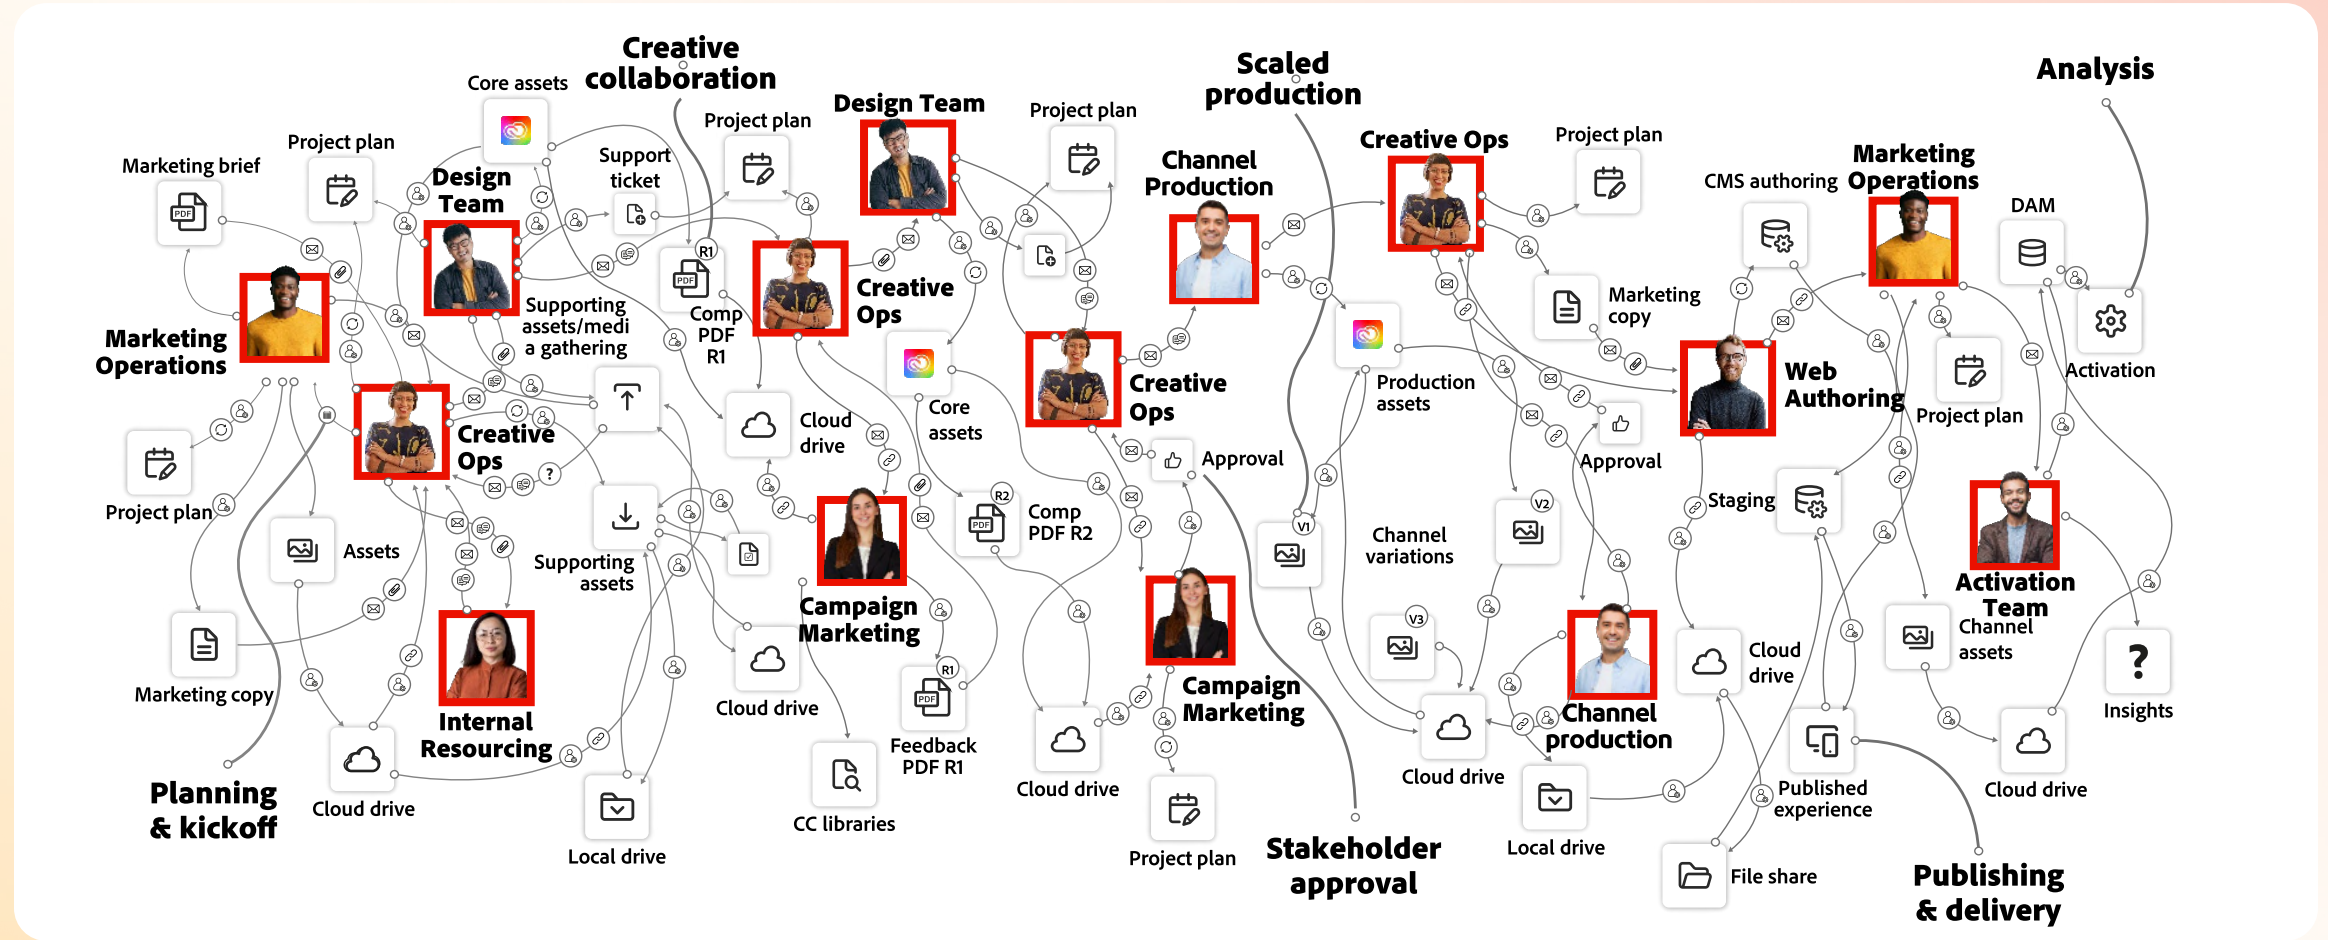 Creative
collaboration
Core assets
Project plan
Marketing brief
Design
Team
Support
ticket
Project plan
Design Team
Project plan
Scaled
production
Channel
Production
Creative Ops
Project plan
CMS authoring
Marketing
Operations
DAM
Analysis
PDF
R1
PDF
Comp
PDF
R1
Supporting
assets/medi
a gathering
Marketing
Operations
Creative
Ops
Creative
Ops
Cloud
drive
Core
assets
Creative
Ops
Production
assets
Marketing
copy
Web
Authoring
Project plan
Activation
Approval
Approval
Project plan
?
Assets
Supporting
assets
Marketing copy
Internal
Resourcing
Planning
& kickoff
Cloud drive
Local drive
Cloud drive
Campaign
Marketing
R2
PDF
Comp
PDF R2
R1
PDF
Feedback
PDF R1
CC libraries
Cloud drive
Campaign
Marketing
Project plan
V1
Channel
variations
V2
V3
Stakeholder
approval
Cloud drive
Channel
production
Local drive
Staging
Cloud
drive
Published
experience
File share
Activation
Team
Channel
assets
?
Insights
Cloud drive
Publishing
& delivery